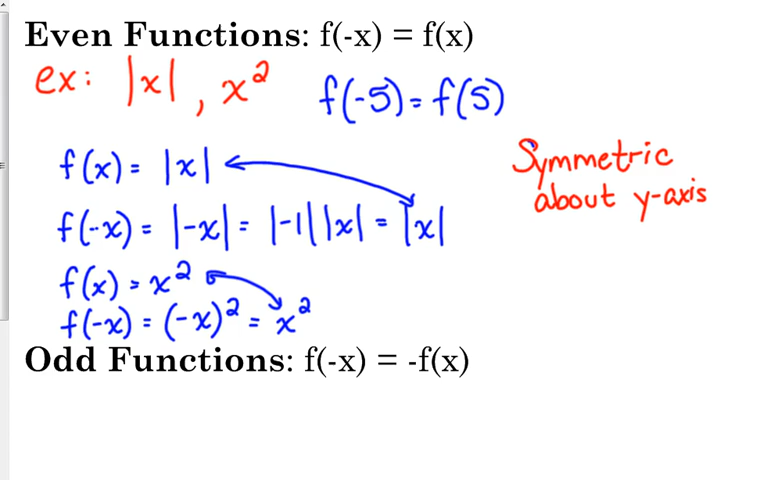 Even Functions: f(-x) = f(x)
ex: |x| , x² f(-5) = f(5)
f(x) = |x|
Symmetric
about y-axis
f(-x) = |-x| = |-1||x| = |x|
f(x) = x²
f(-x) = (-x)² = x²
Odd Functions: f(-x) = -f(x)